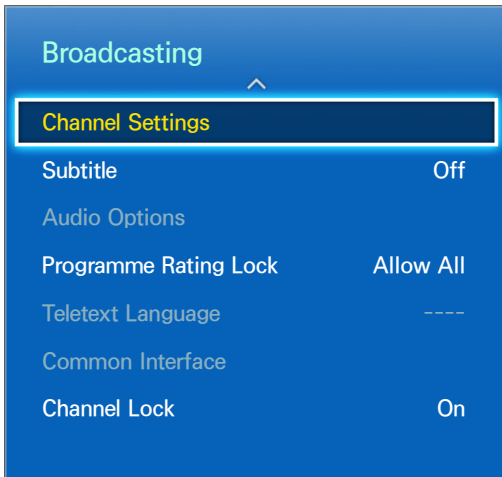 Broadcasting
Channel Settings
Subtitle Off
Audio Options
Programme Rating Lock Allow All
Teletext Language ----
Common Interface
Channel Lock On